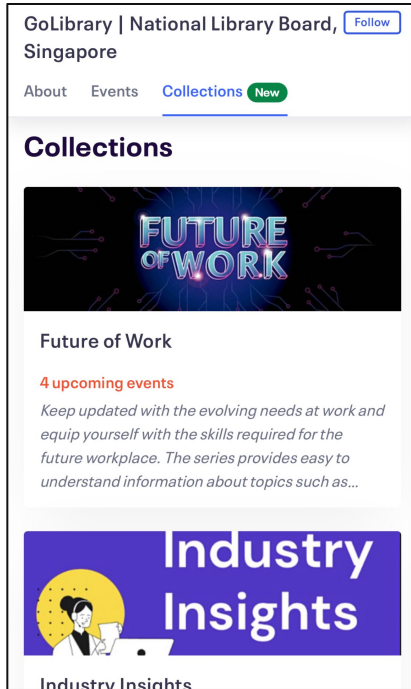 GoLibrary | National Library Board,
Singapore
Follow
About Events Collections New
Collections
FUTURE
OF WORK
Future of Work
4 upcoming events
Keep updated with the evolving needs at work and
equip yourself with the skills required for the
future workplace. The series provides easy to
understand information about topics such as...
Industry
Insights
Industry Insights